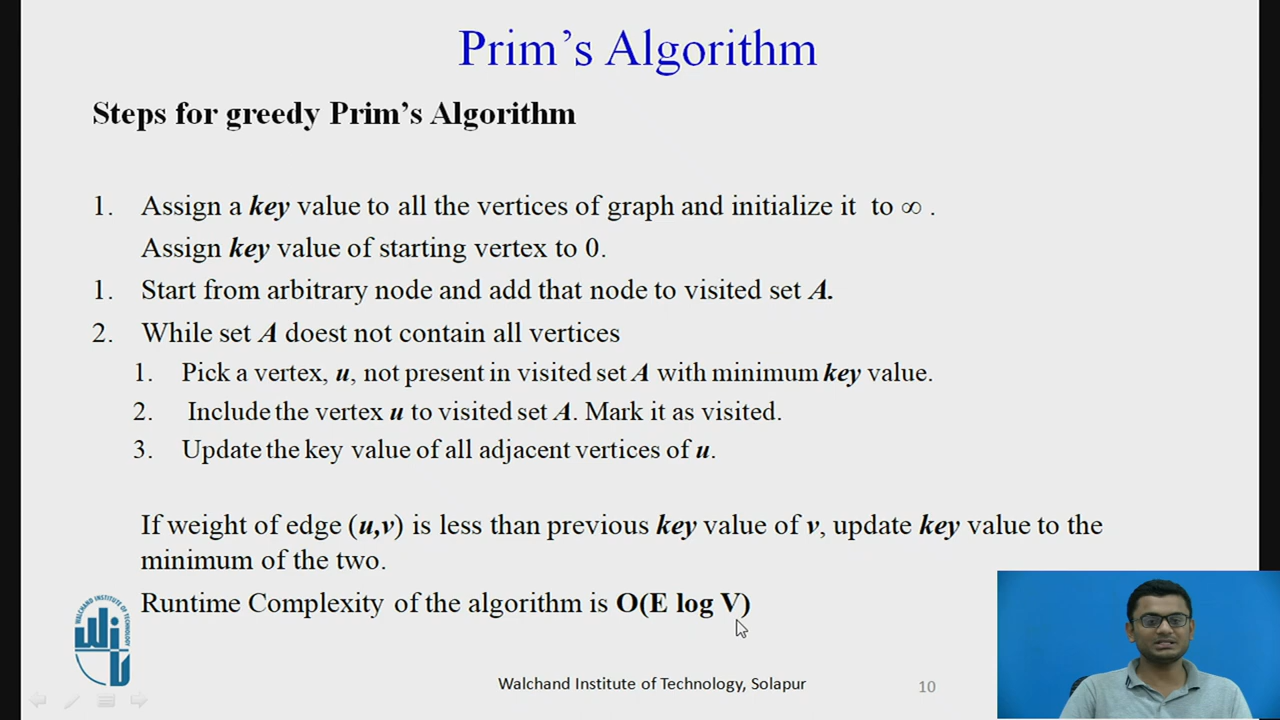 Prim's Algorithm
Steps for greedy Prim's Algorithm
1. Assign a key value to all the vertices of graph and initialize it to ∞ .
Assign key value of starting vertex to 0.
1. Start from arbitrary node and add that node to visited set A.
2. While set A doest not contain all vertices
1. Pick a vertex, u, not present in visited set A with minimum key value.
2. Include the vertex u to visited set A. Mark it as visited.
3. Update the key value of all adjacent vertices of u.
If weight of edge (u,v) is less than previous key value of v, update key value to the
minimum of the two.
Runtime Complexity of the algorithm is O(E log V)
WALCHAND INSTITUTE OF TECHNOLOGY
WIT
Walchand Institute of Technology, Solapur
10